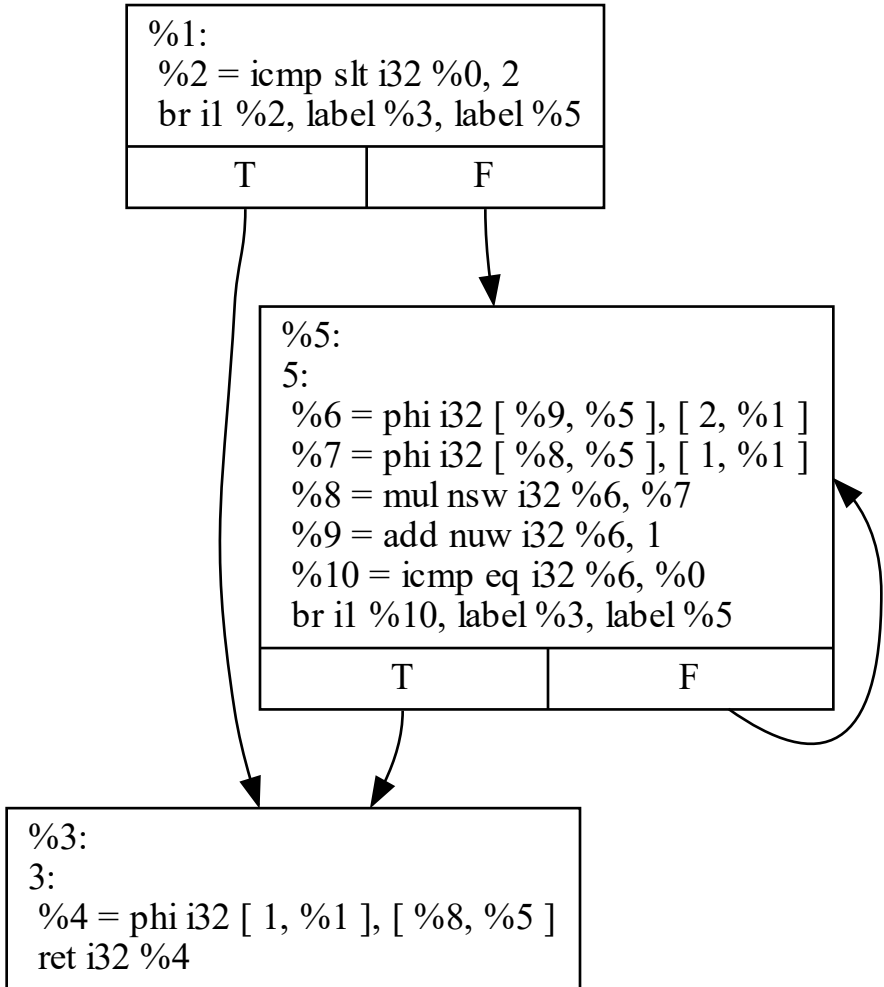 %1:
%2 = icmp slt i32 %0, 2
br i1 %2, label %3, label %5
T F
%5:
5:
%6 = phi i32 [ %9, %5 ], [ 2, %1 ]
%7 = phi i32 [ %8, %5 ], [ 1, %1 ]
%8 = mul nsw i32 %6, %7
%9 = add nuw i32 %6, 1
%10 = icmp eq i32 %6, %0
br i1 %10, label %3, label %5
T F
%3:
3:
%4 = phi i32 [ 1, %1 ], [ %8, %5 ]
ret i32 %4